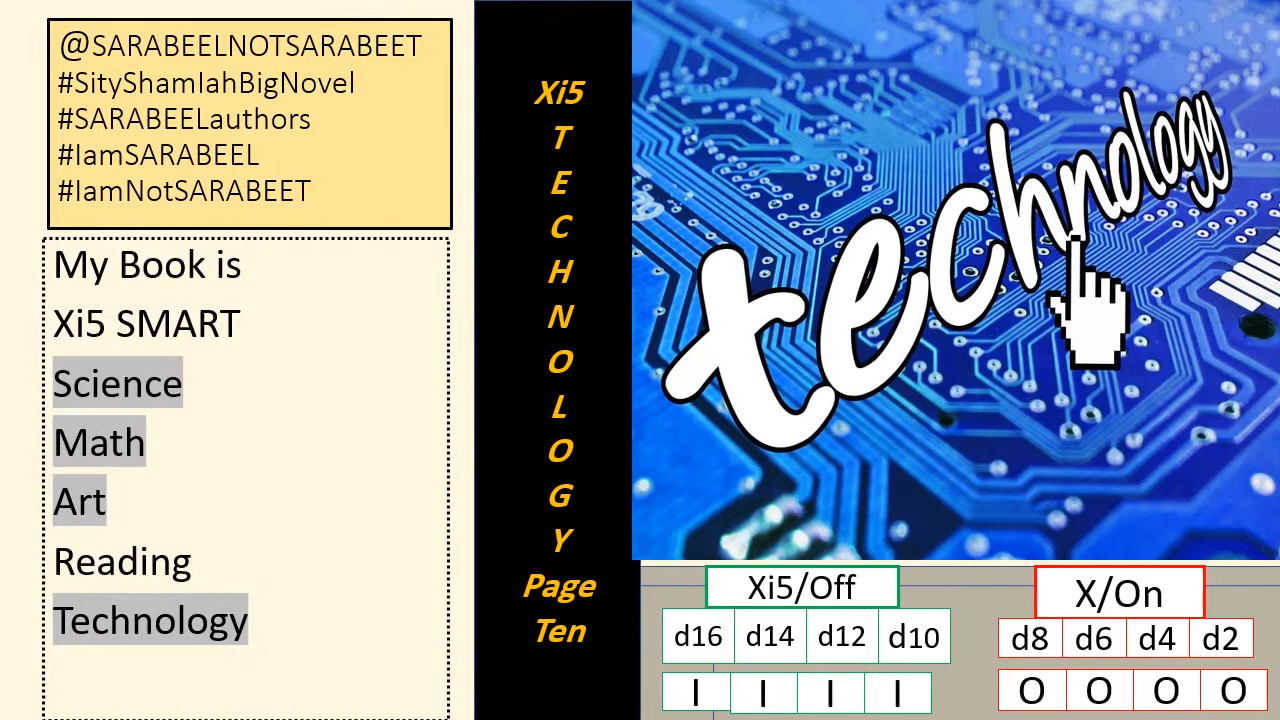 @SARABEELNOTSARABEET
#SityShamIahBigNovel
#SARABEELauthors
#IamSARABEEL
#IamNotSARABEET
My Book is
Xi5 SMART
Science
Math
Art
Reading
Technology
Xi5
T
E
C
H
N
O
L
O
G
Y
Page
Ten
technology
Xi5/Off
d16 d14 d12 d10
I I I I
X/On
d8 d6 d4 d2
O O O O